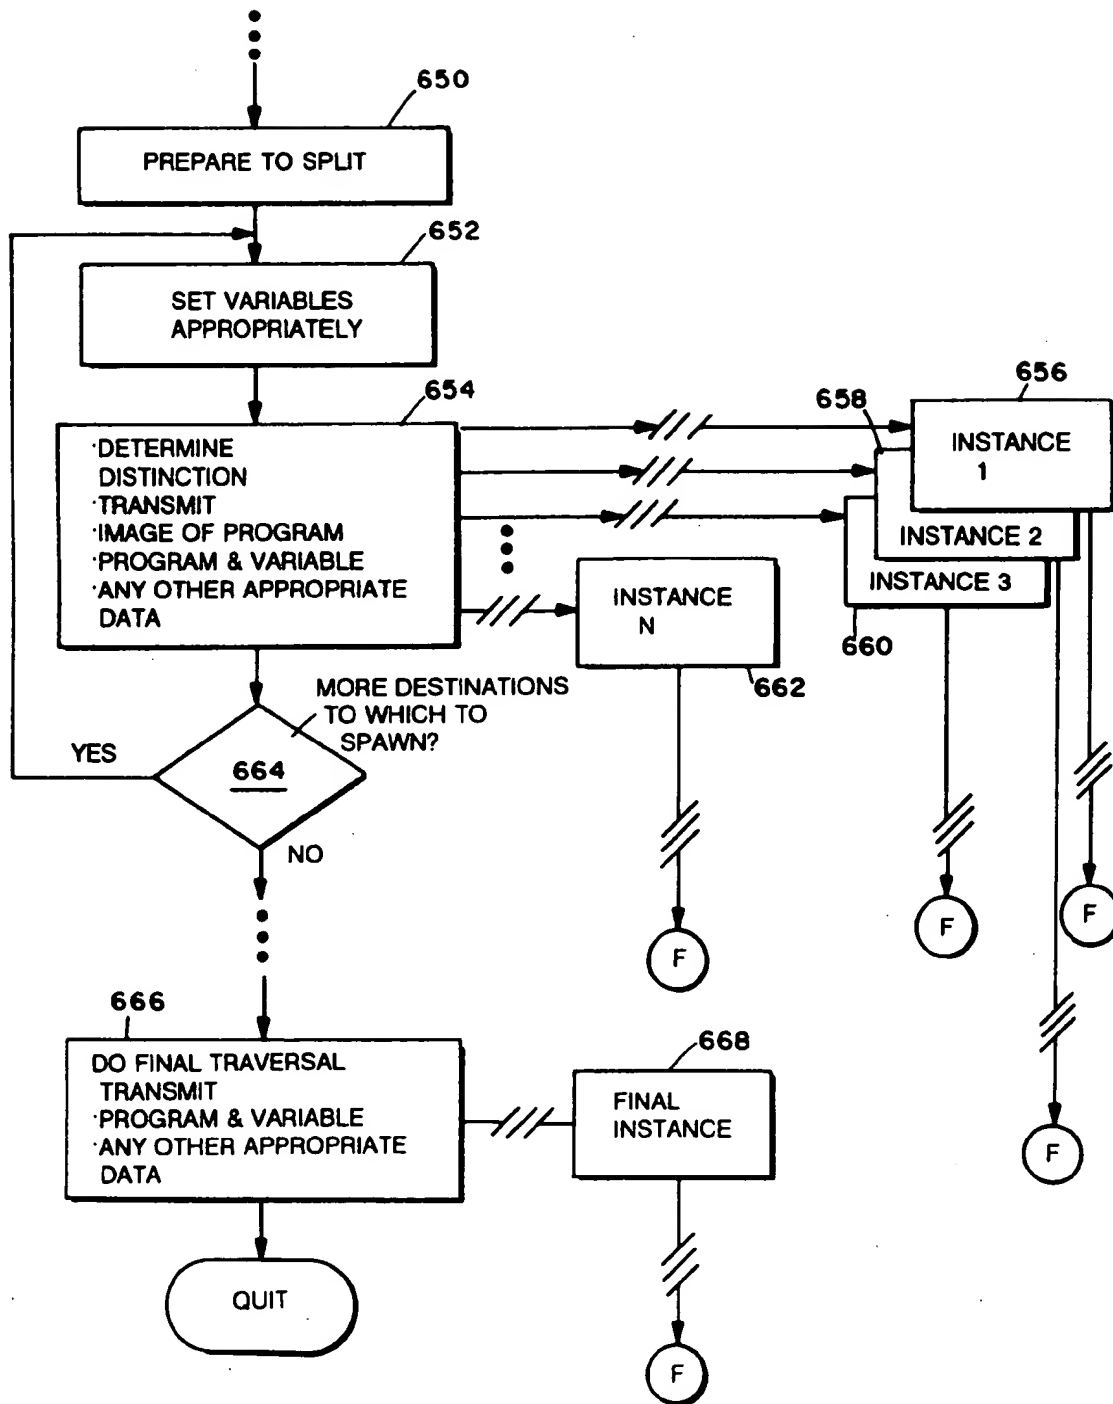 650
PREPARE TO SPLIT
652
SET VARIABLES
APPROPRIATELY
654
·DETERMINE
DISTINCTION
·TRANSMIT
·IMAGE OF PROGRAM
·PROGRAM & VARIABLE
·ANY OTHER APPROPRIATE
DATA
656
INSTANCE
1
658
INSTANCE 2
INSTANCE 3
660
INSTANCE
N
662
MORE DESTINATIONS
TO WHICH TO
SPAWN?
YES
664
NO
F
F
F
F
666
DO FINAL TRAVERSAL
TRANSMIT
·PROGRAM & VARIABLE
·ANY OTHER APPROPRIATE
DATA
668
FINAL
INSTANCE
QUIT
F